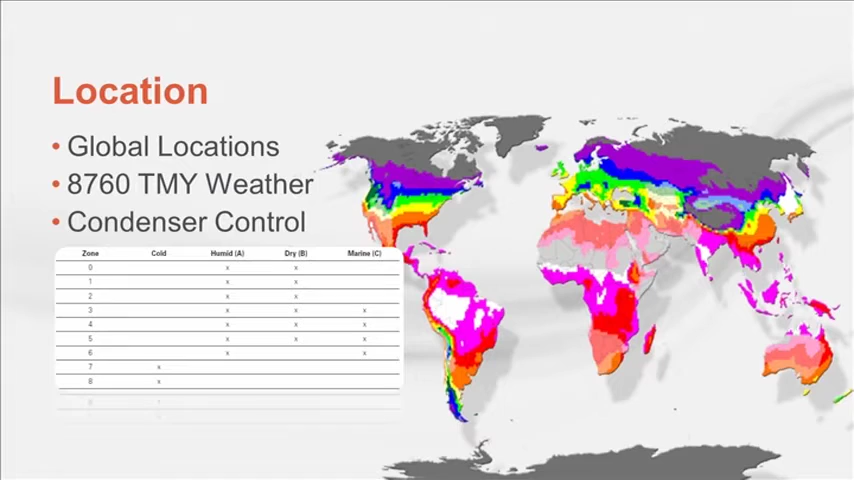 Location
• Global Locations
• 8760 TMY Weather
• Condenser Control
Zone Cold Humid (A) Dry (B) Marine (C)
0 x x
1 x x
2 x x
3 x x x
4 x x x
5 x x x
6 x x
7 x
8 x